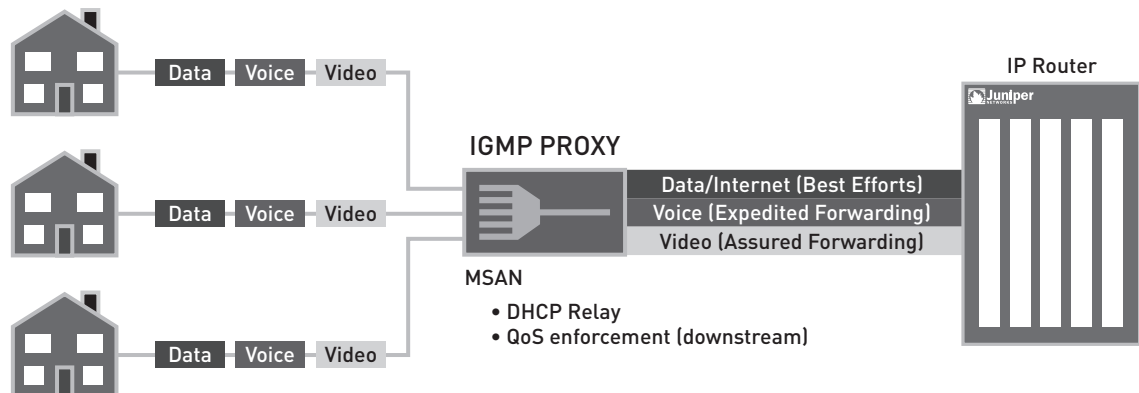 Data Voice Video
IP Router
Juniper
NETWORKS
IGMP PROXY
Data Voice Video
Data/Internet (Best Efforts)
Voice (Expedited Forwarding)
Video (Assured Forwarding)
MSAN
• DHCP Relay
• QoS enforcement (downstream)
Data Voice Video